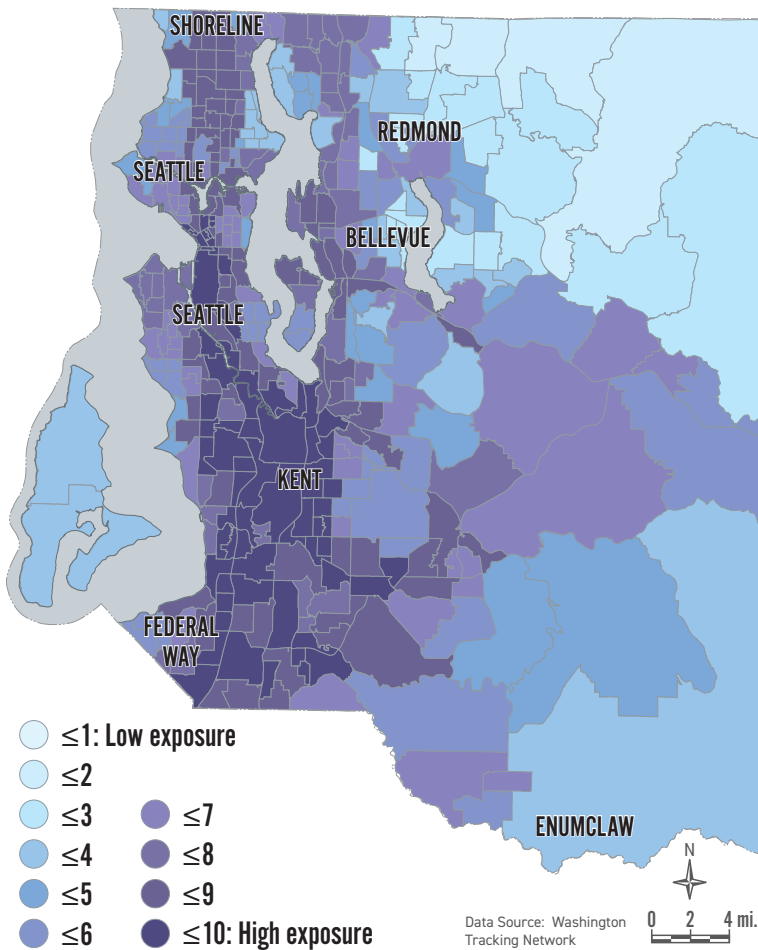 SHORELINE
REDMOND
SEATTLE
BELLEVUE
SEATTLE
KENT
FEDERAL
WAY
≤1: Low exposure
≤2
≤3
≤4
≤5
≤6
≤7
≤8
≤9
≤10: High exposure
ENUMCLAW
N
0 2 4 mi.
Data Source: Washington
Tracking Network